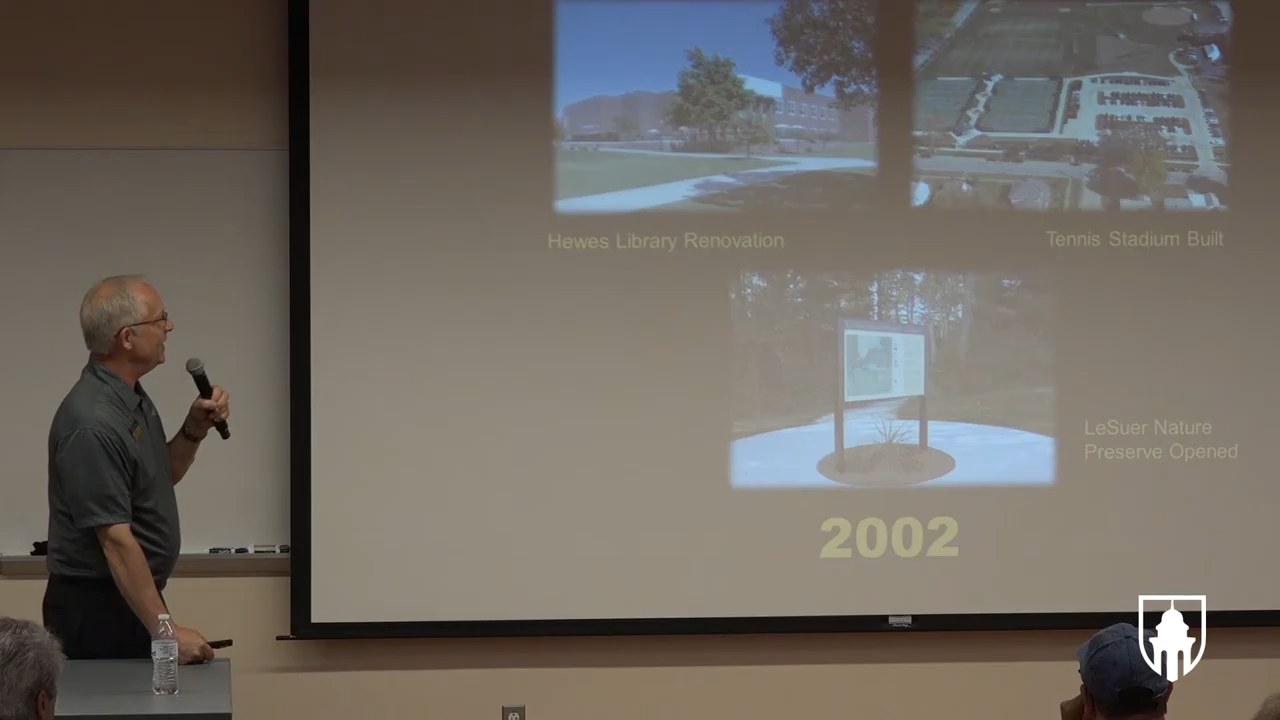 Hewes Library Renovation
Tennis Stadium Built
LeSuer Nature
Preserve Opened
2002